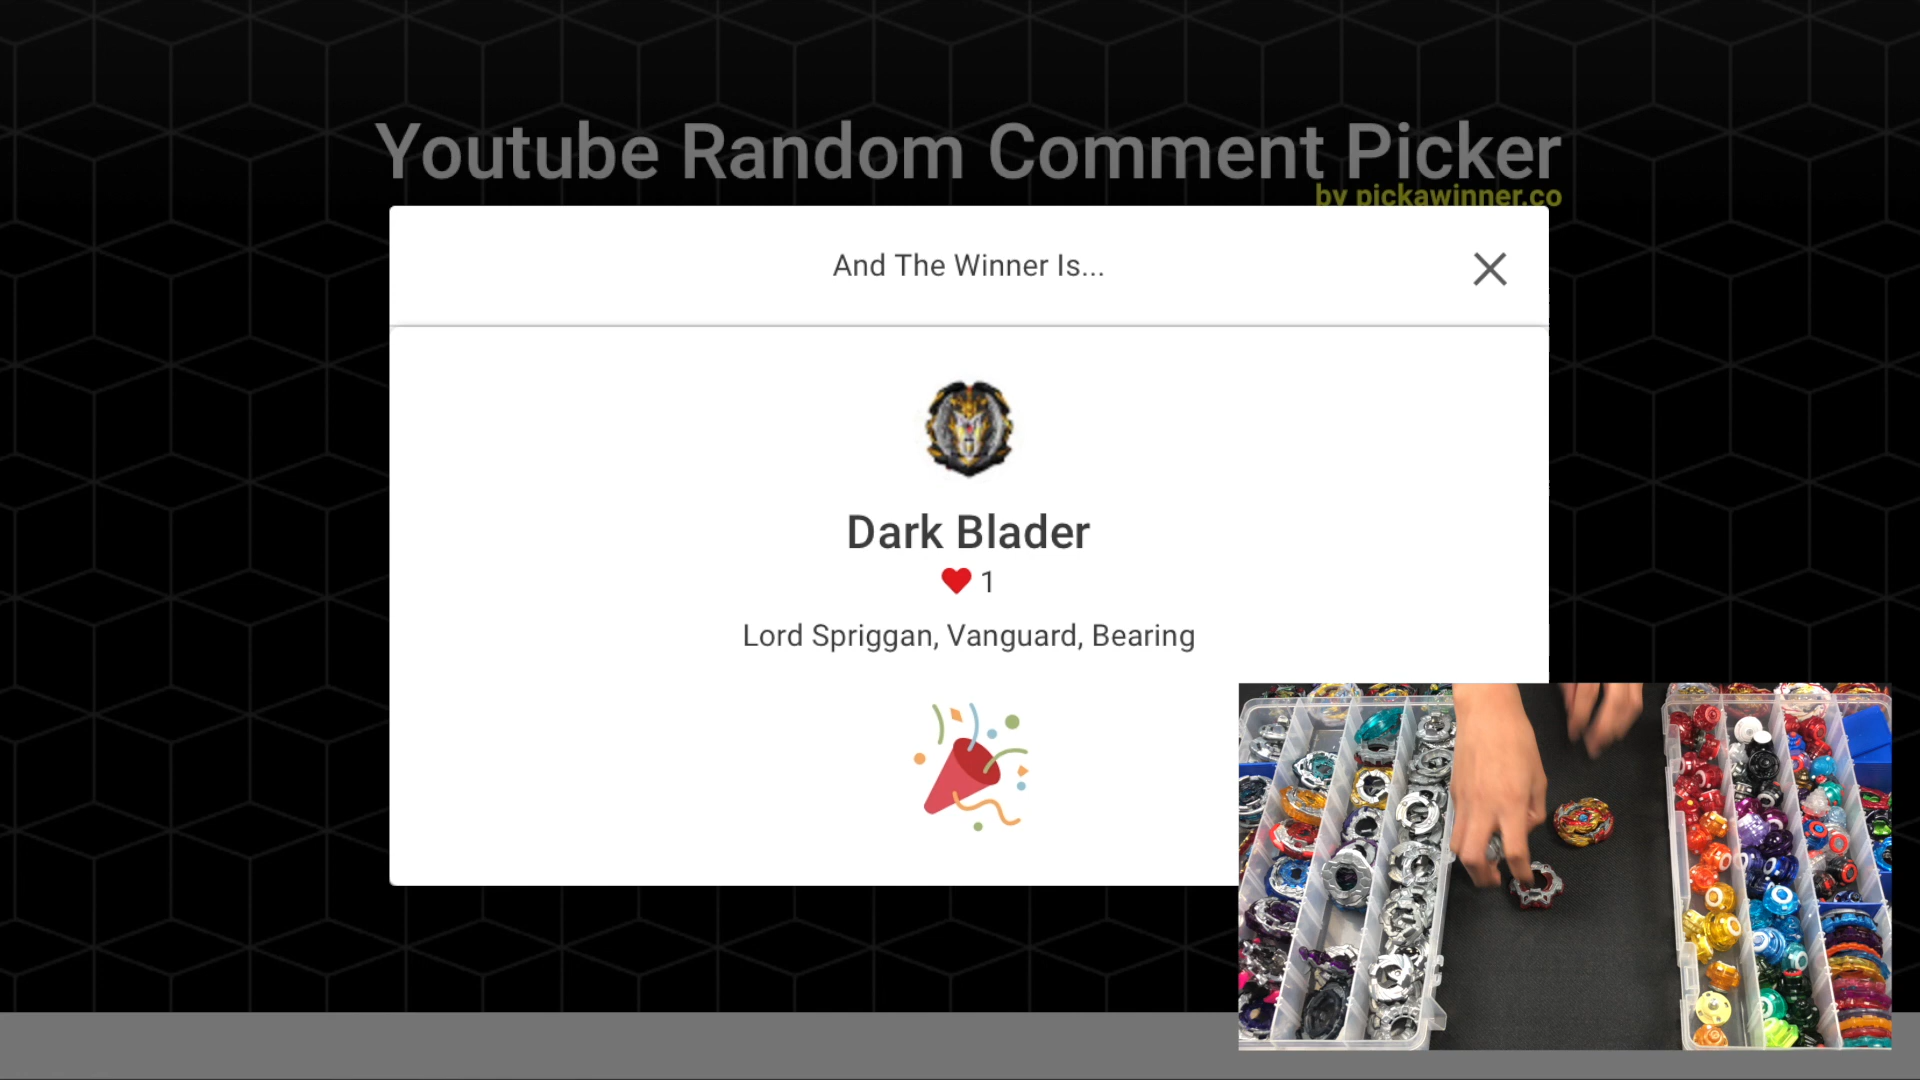 Youtube Random Comment Picker
by pickawinner.co
And The Winner Is...
Dark Blader
1
Lord Spriggan, Vanguard, Bearing